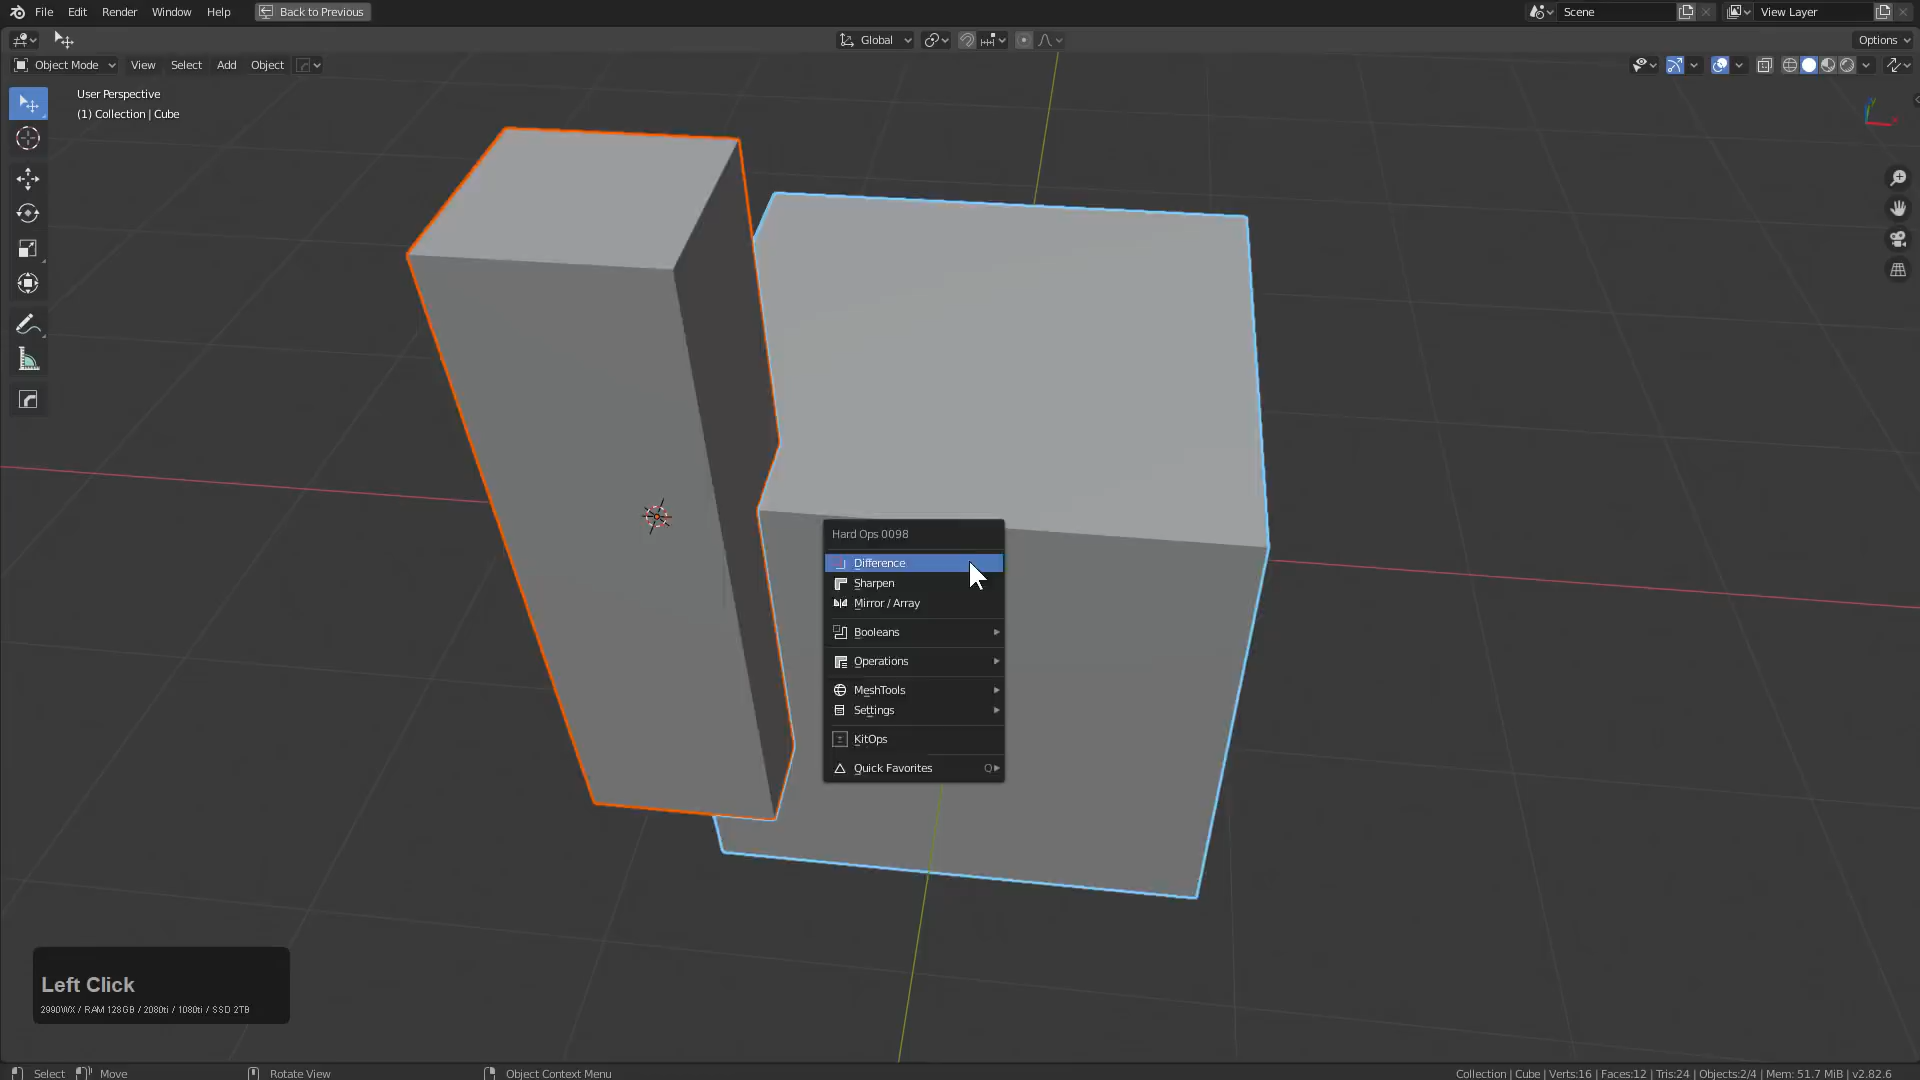 File Edit Render Window Help Back to Previous Scene View Layer
Global Options
Object Mode View Select Add Object
User Perspective
(1) Collection | Cube
Y
X
Hard Ops 0098
Difference
Sharpen
Mirror / Array
Booleans
Operations
MeshTools
Settings
KitOps
Quick Favorites Q
Left Click
2990WX / RAM 128GB / 2080ti / 1080ti / SSD 2TB
Select Move Rotate View Object Context Menu Collection | Cube | Verts:16 | Faces:12 | Tris:24 | Objects:2/4 | Mem: 51.7 MiB | v2.82.6